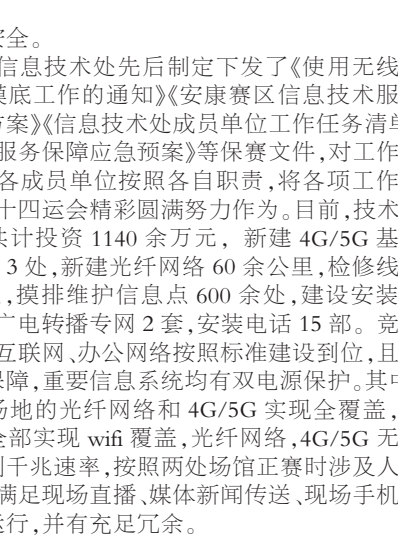 安全。
信息技术处先后制定下发了《使用无线
摸底工作的通知》《安康赛区信息技术服
方案》《信息技术处成员单位工作任务清单
服务保障应急预案》等保赛文件,对工作
各成员单位按照各自职责,将各项工作
十四运会精彩圆满努力作为。目前,技术
共计投资 1140 余万元, 新建 4G/5G 基
3 处,新建光纤网络 60 余公里,检修线
,摸排维护信息点 600 余处,建设安装
广电转播专网 2 套,安装电话 15 部。竞
互联网、办公网络按照标准建设到位,且
保障,重要信息系统均有双电源保护。其中
场地的光纤网络和 4G/5G 实现全覆盖,
全部实现 wifi 覆盖,光纤网络,4G/5G 无
到千兆速率,按照两处场馆正赛时涉及人
满足现场直播、媒体新闻传送、现场手机
运行,并有充足冗余。